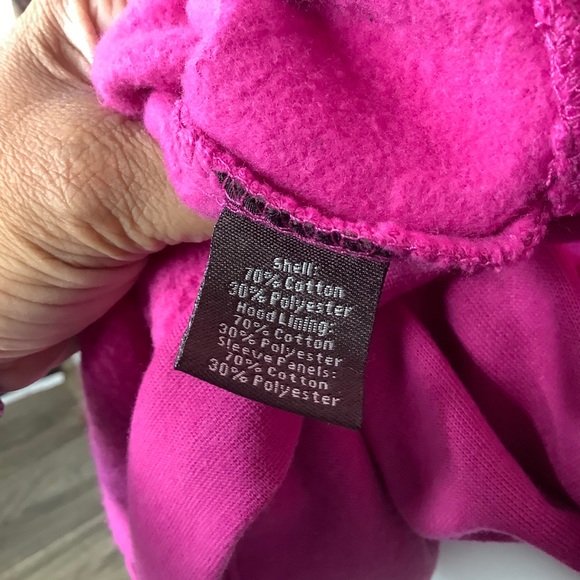 Shell:
70% Cotton
30% Polyester
Hood Lining:
70% Cotton
30% Polyester
Sleeve Panels:
70% Cotton
30% Polyester